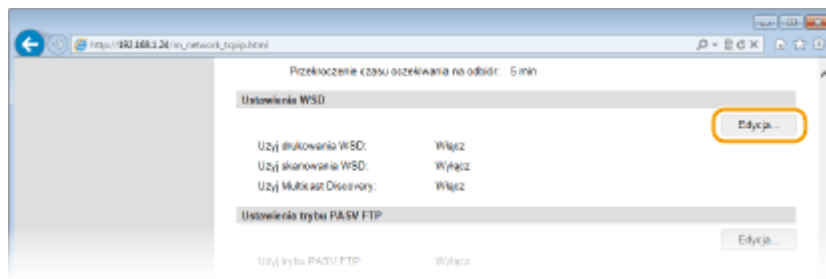 http://192.168.1.24/m_network_tcpip.html
Przekroczenie czasu oczekiwania na odbiór: 5 min
Ustawienia WSD
Edycja...
Użyj drukowania WSD: Włącz
Użyj skanowania WSD: Wyłącz
Użyj Multicast Discovery: Włącz
Ustawienia trybu PASV FTP
Edycja...
Użyj trybu PASV FTP: Wyłącz